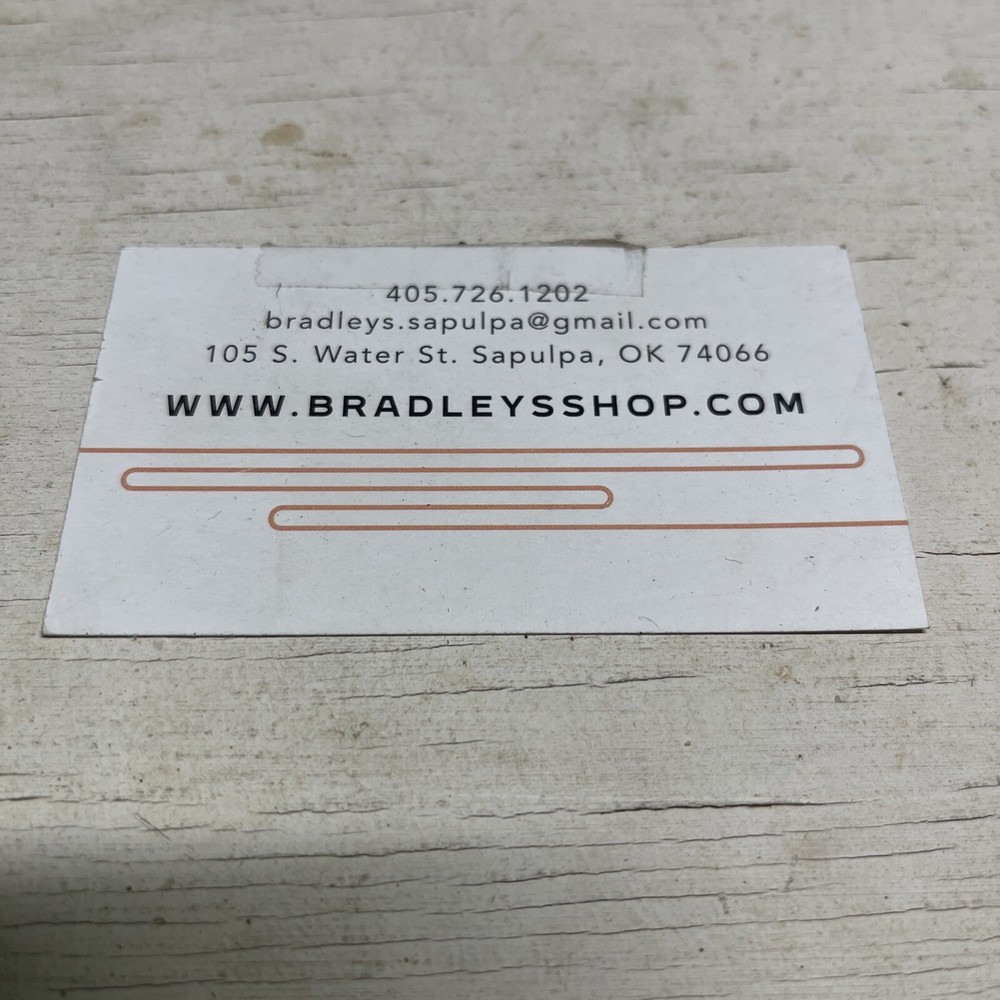 405.726.1202
bradleys.sapulpa@gmail.com
105 S. Water St. Sapulpa, OK 74066
WWW.BRADLEYSSHOP.COM